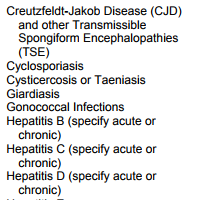 Creutzfeldt-Jakob Disease (CJD)
and other Transmissible
Spongiform Encephalopathies
(TSE)
Cyclosporiasis
Cysticercosis or Taeniasis
Giardiasis
Gonococcal Infections
Hepatitis B (specify acute or
chronic)
Hepatitis C (specify acute or
chronic)
Hepatitis D (specify acute or
chronic)